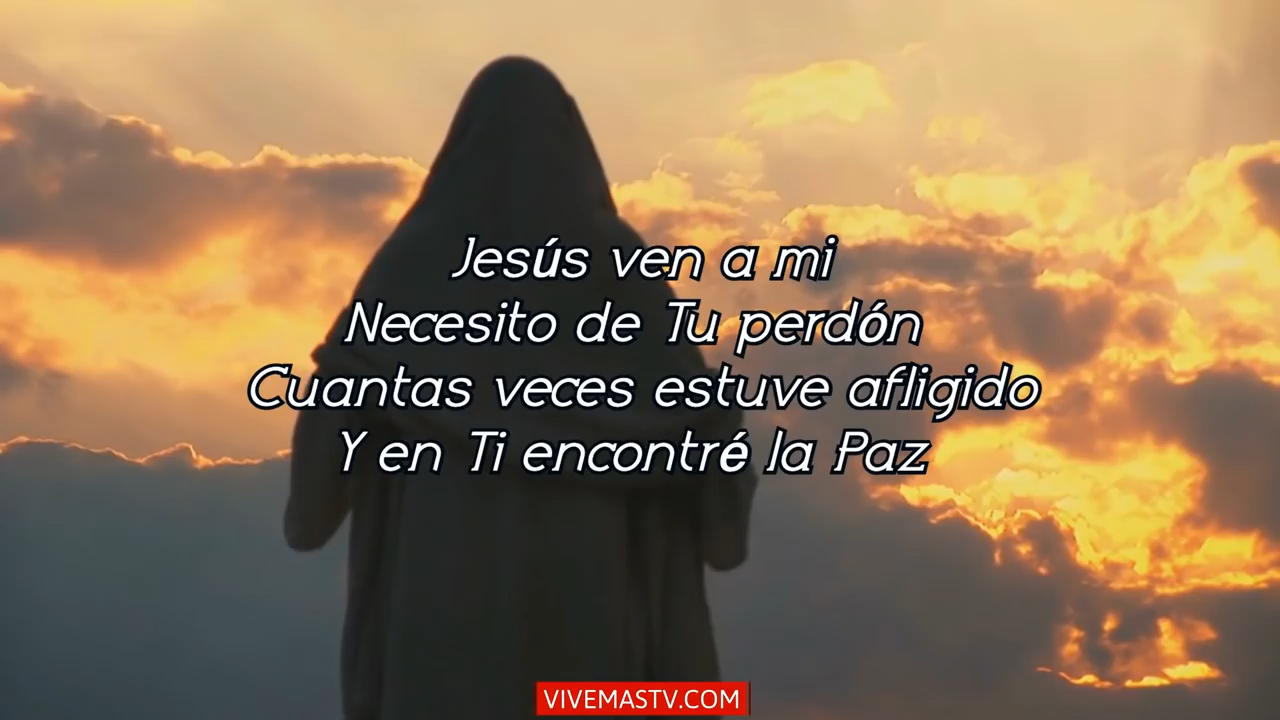 Jesús ven a mi
Necesito de Tu perdón
Cuantas veces estuve afligido
Y en Ti encontré la Paz
VIVEMASTV.COM